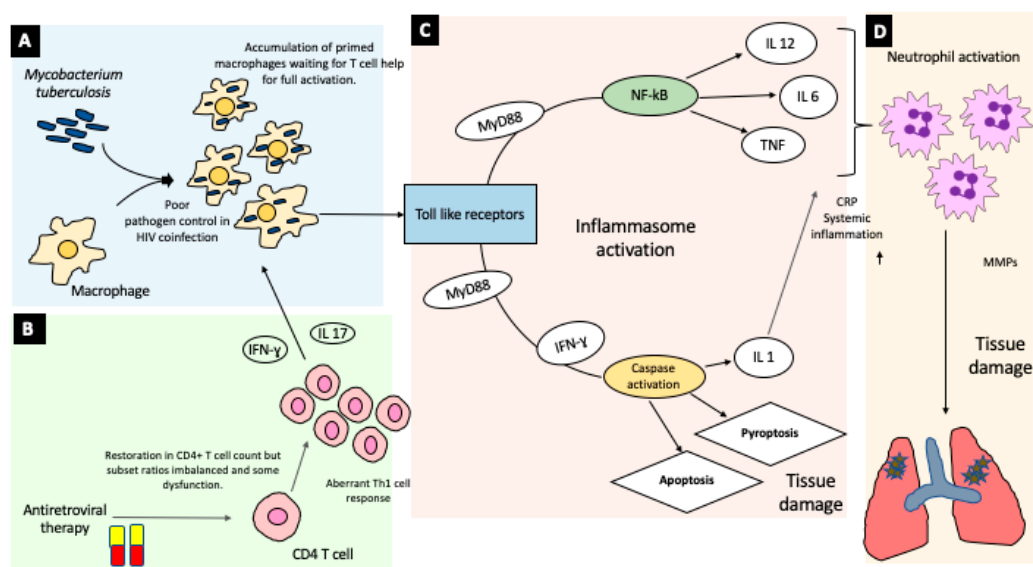 A
Mycobacterium
tuberculosis
Accumulation of primed
macrophages waiting for T cell help
for full activation.
Poor
pathogen control in
HIV coinfection
Macrophage
B
IFN-ɣ
IL 17
Restoration in CD4+ T cell count but
subset ratios imbalanced and some
dysfunction.
Aberrant Th1 cell
response
Antiretroviral
therapy
CD4 T cell
C
IL 12
NF-kB
IL 6
MyD88
TNF
Toll like receptors
Inflammasome
activation
CRP
Systemic
inflammation
MyD88
IFN-ɣ
IL 1
Caspase
activation
Pyroptosis
Apoptosis
Tissue
damage
D
Neutrophil activation
MMPs
Tissue
damage